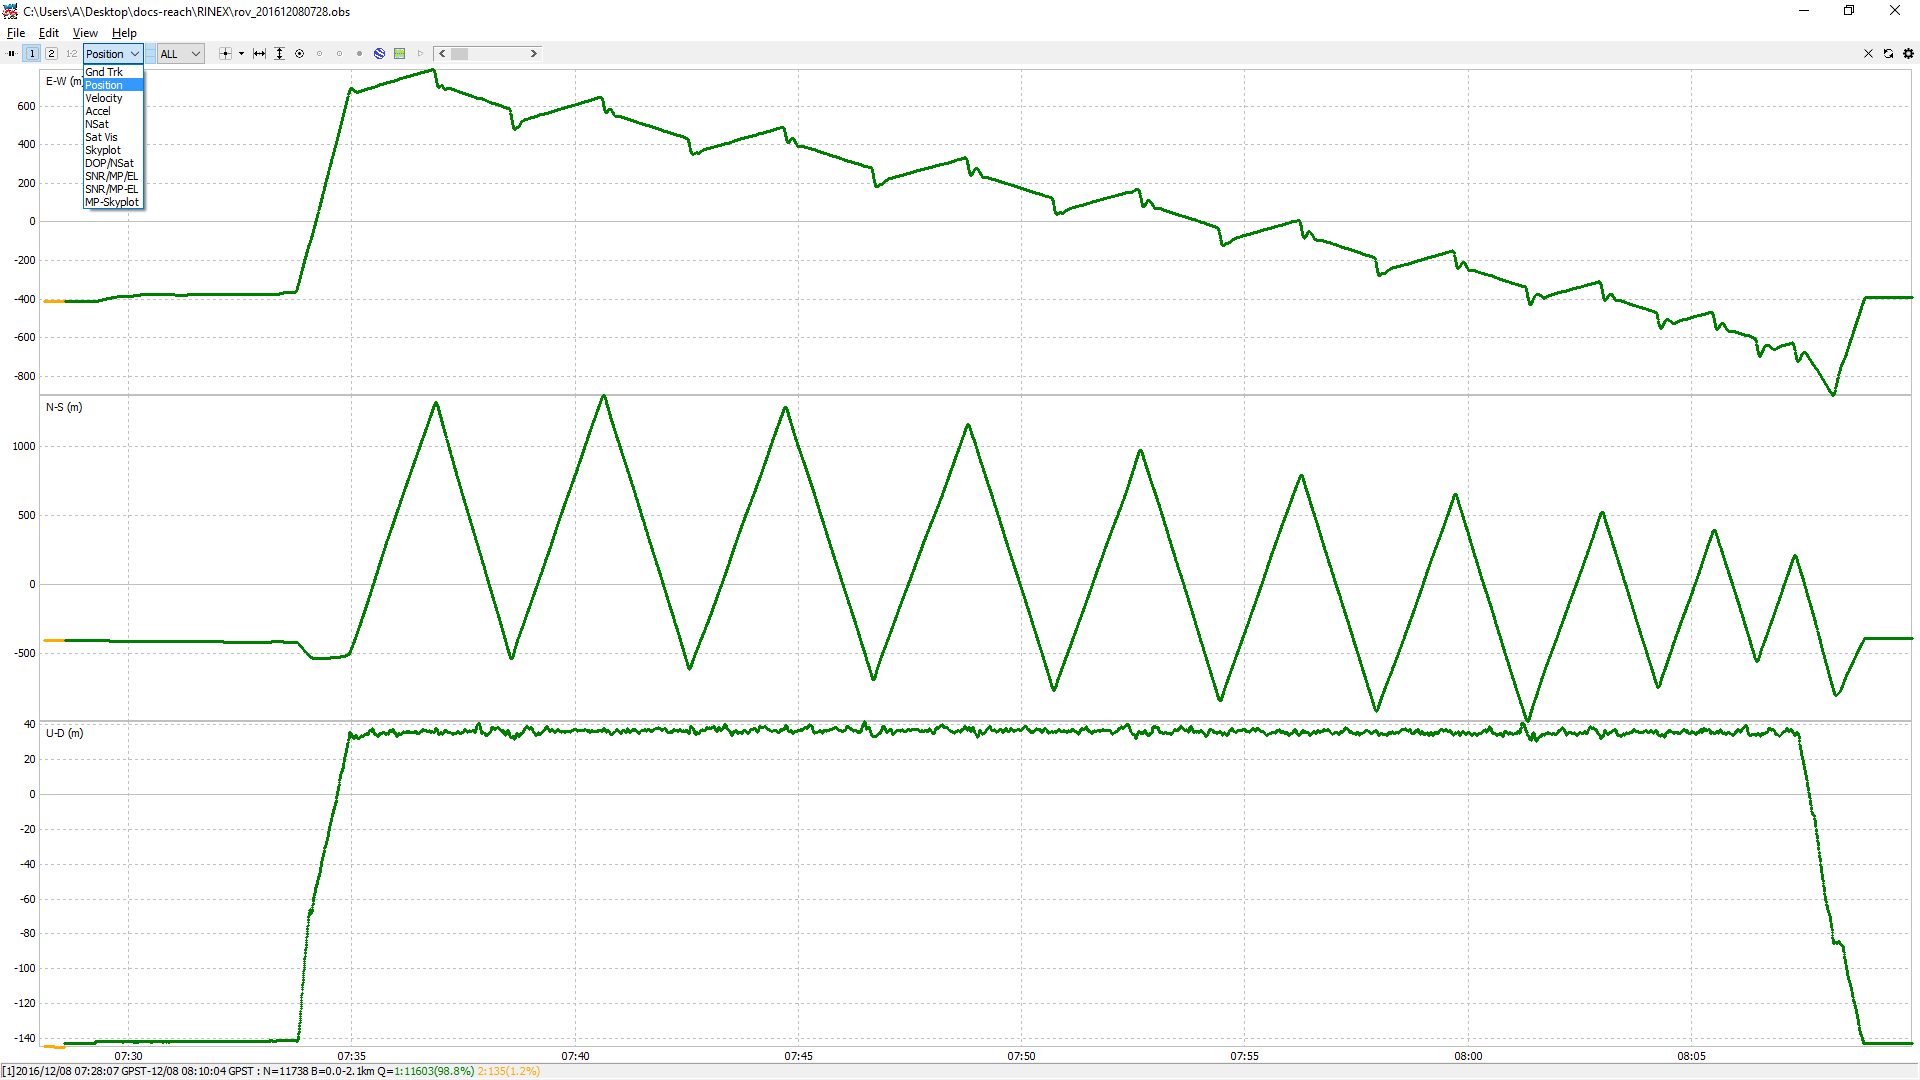 C:\Users\A\Desktop\docs-reach\RINEX\rov_201612080728.obs
File Edit View Help
1 2 1-2 Position ALL
Gnd Trk
Position
Velocity
Accel
NSat
Sat Vis
Skyplot
DOP/NSat
SNR/MP/EL
SNR/MP-EL
MP-Skyplot
E-W (m)
600
400
200
0
-200
-400
-600
-800
N-S (m)
1000
500
0
-500
U-D (m)
40
20
0
-20
-40
-60
-80
-100
-120
-140
07:30 07:35 07:40 07:45 07:50 07:55 08:00 08:05
[1]2016/12/08 07:28:07 GPST-12/08 08:10:04 GPST : N=11738 B=0.0-2.1km Q=1:11603(98.8%) 2:135(1.2%)